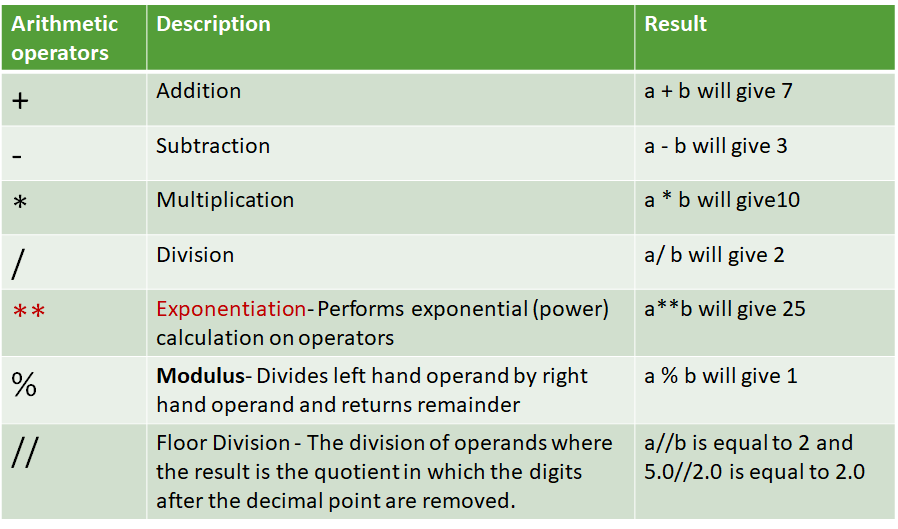 Arithmetic operators Description Result
+ Addition a + b will give 7
- Subtraction a - b will give 3
* Multiplication a * b will give10
/ Division a/ b will give 2
** Exponentiation- Performs exponential (power) a**b will give 25
calculation on operators
% Modulus- Divides left hand operand by right a % b will give 1
hand operand and returns remainder
// Floor Division - The division of operands where a//b is equal to 2 and
the result is the quotient in which the digits 5.0//2.0 is equal to 2.0
after the decimal point are removed.